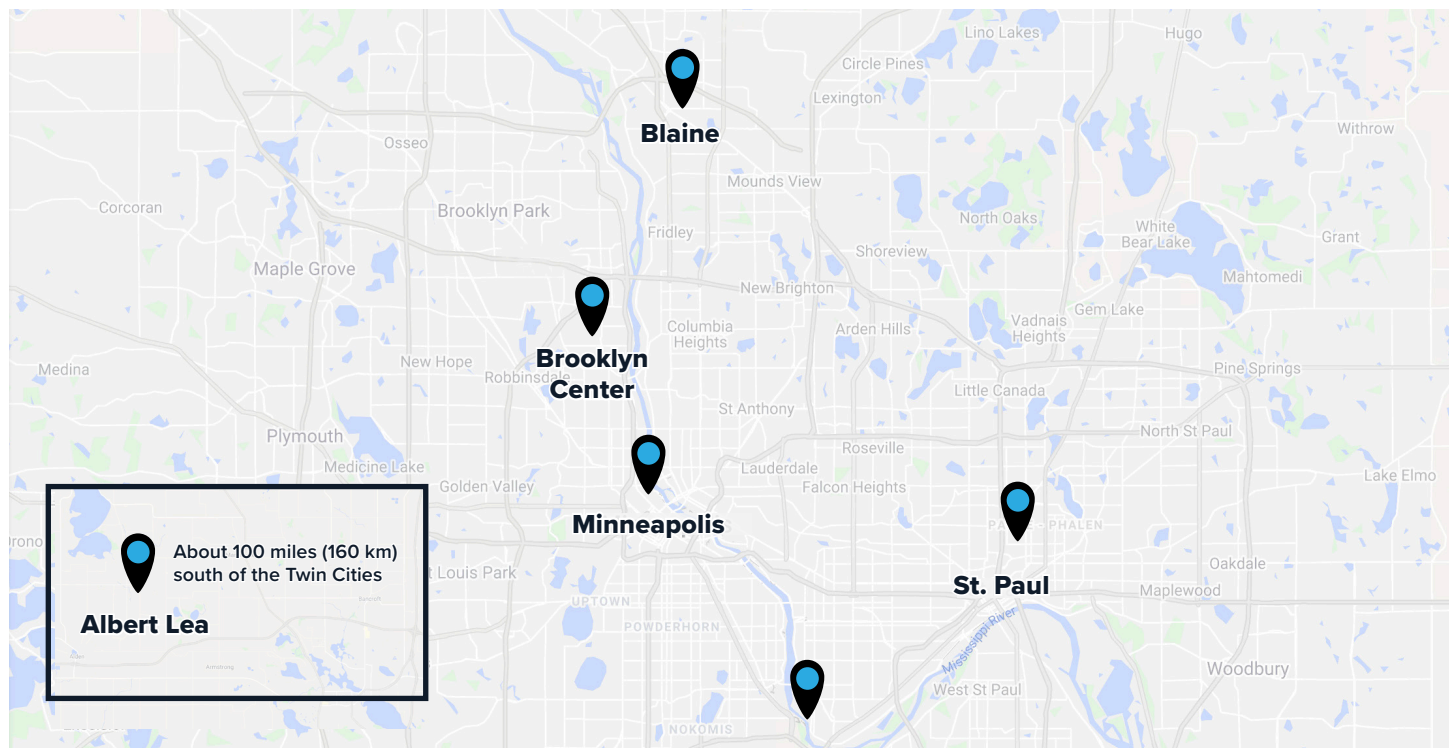 Lino Lakes
Hugo
Circle Pines
Lexington
Blaine
Withrow
Osseo
Mounds View
Corcoran
Brooklyn Park
North Oaks
Fridley
White
Bear Lake
Grant
Shoreview
Maple Grove
Mahtomedi
New Brighton
Gem Lake
Columbia
Heights
Arden Hills
Vadnais
Heights
Brooklyn
Center
New Hope
Robbinsdale
Medina
Pine Springs
Little Canada
St Anthony
Plymouth
North St Paul
Roseville
Medicine Lake
Lauderdale
Lake Elmo
Golden Valley
Falcon Heights
Minneapolis
PHALEN
Orono
About 100 miles (160 km)
south of the Twin Cities
Albert Lea
Bancroft
Armstrong
t Louis Park
Oakdale
St. Paul
Maplewood
UPTOWN
POWDERHORN
Mississippi River
Woodbury
West St Paul
NOKOMIS